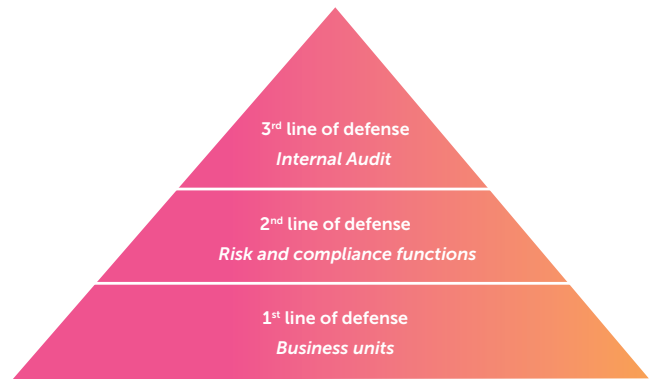 3rd line of defense
Internal Audit
2nd line of defense
Risk and compliance functions
1st line of defense
Business units